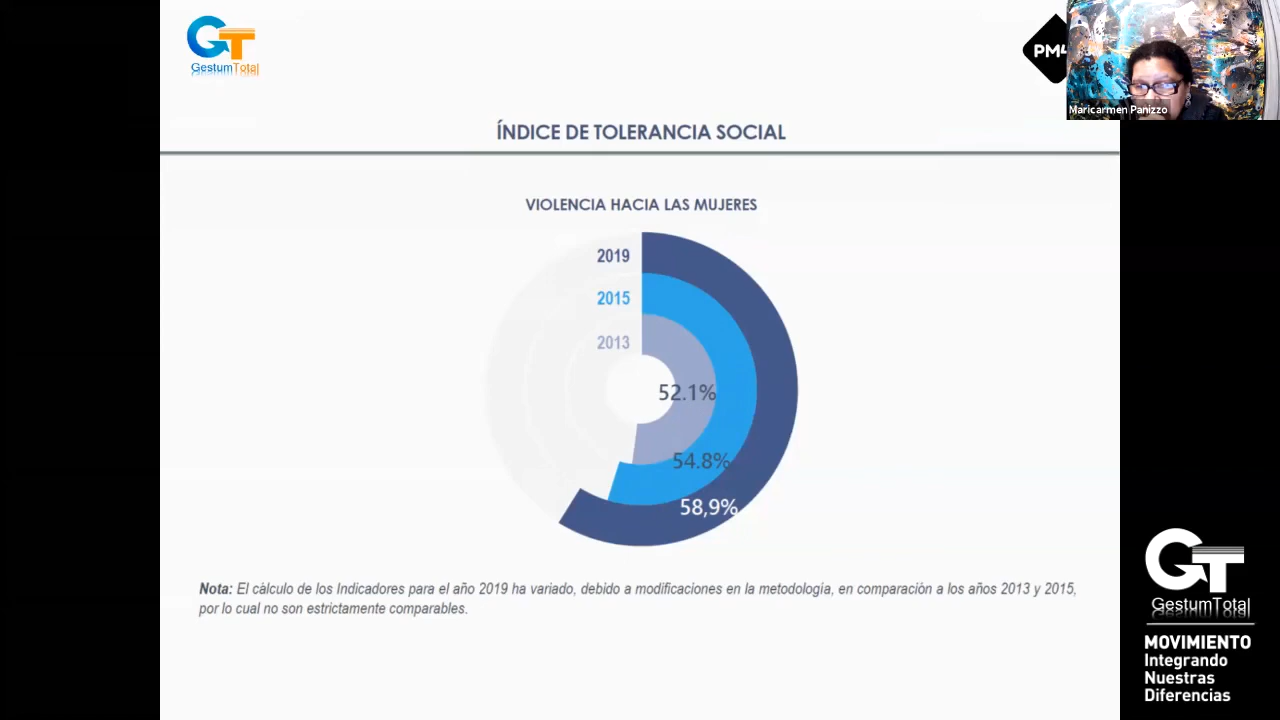 GT
GestumTotal
Maricarmen Panizzo
ÍNDICE DE TOLERANCIA SOCIAL
VIOLENCIA HACIA LAS MUJERES
2019
2015
2013
52.1%
54.8%
58,9%
Nota: El cálculo de los Indicadores para el año 2019 ha variado, debido a modificaciones en la metodología, en comparación a los años 2013 y 2015,
por lo cual no son estrictamente comparables.
GT
GestumTotal
MOVIMIENTO
Integrando
Nuestras
Diferencias